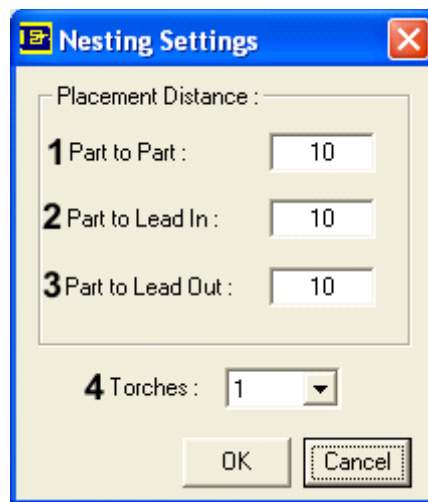 Nesting Settings
Placement Distance :
1 Part to Part : 10
2 Part to Lead In : 10
3 Part to Lead Out : 10
4 Torches : 1
OK Cancel